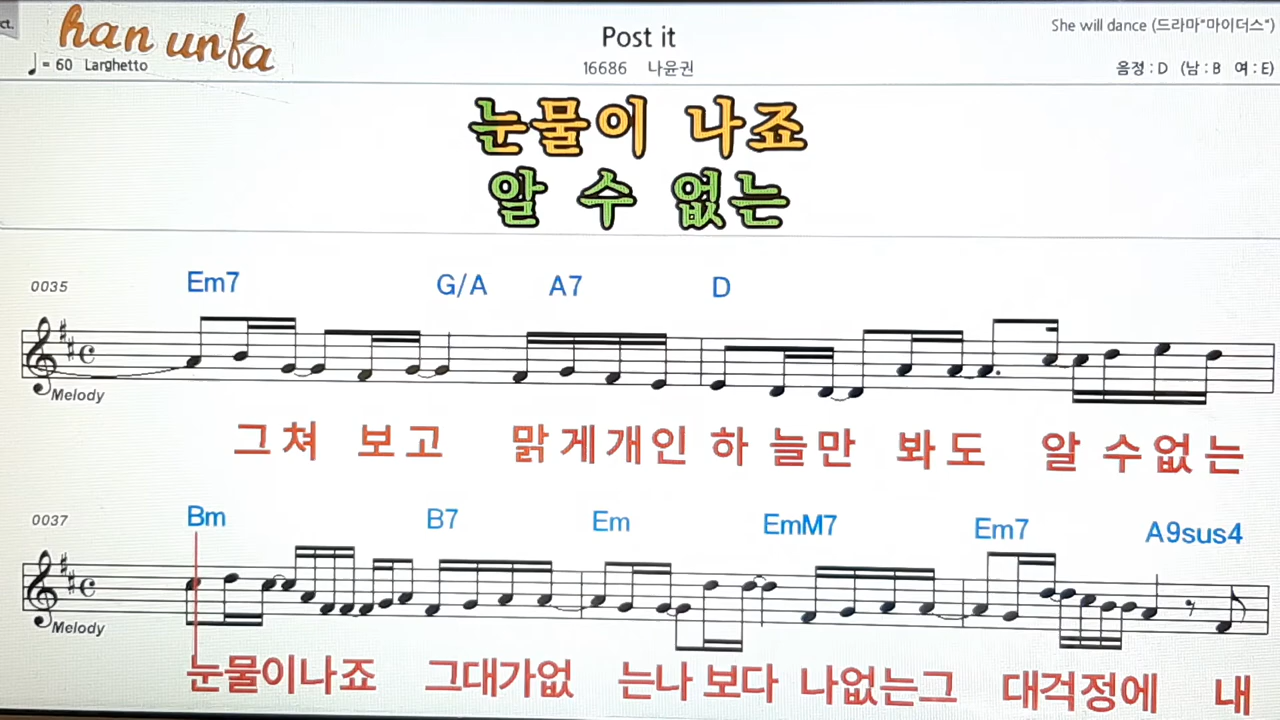 ct.
han unfa
♩= 60 Larghetto
Post it
16686 나윤권
She will dance (드라마"마이더스")
음정 : D (남 : B 여 : E)
눈물이 나죠
알 수 없는
0035
Em7 G/A A7 D
Melody
그쳐 보고 맑게개인 하늘만 봐도 알 수없는
0037
Bm B7 Em EmM7 Em7 A9sus4
Melody
눈물이나죠 그대가없 는나 보다 나없는그 대걱정에 내